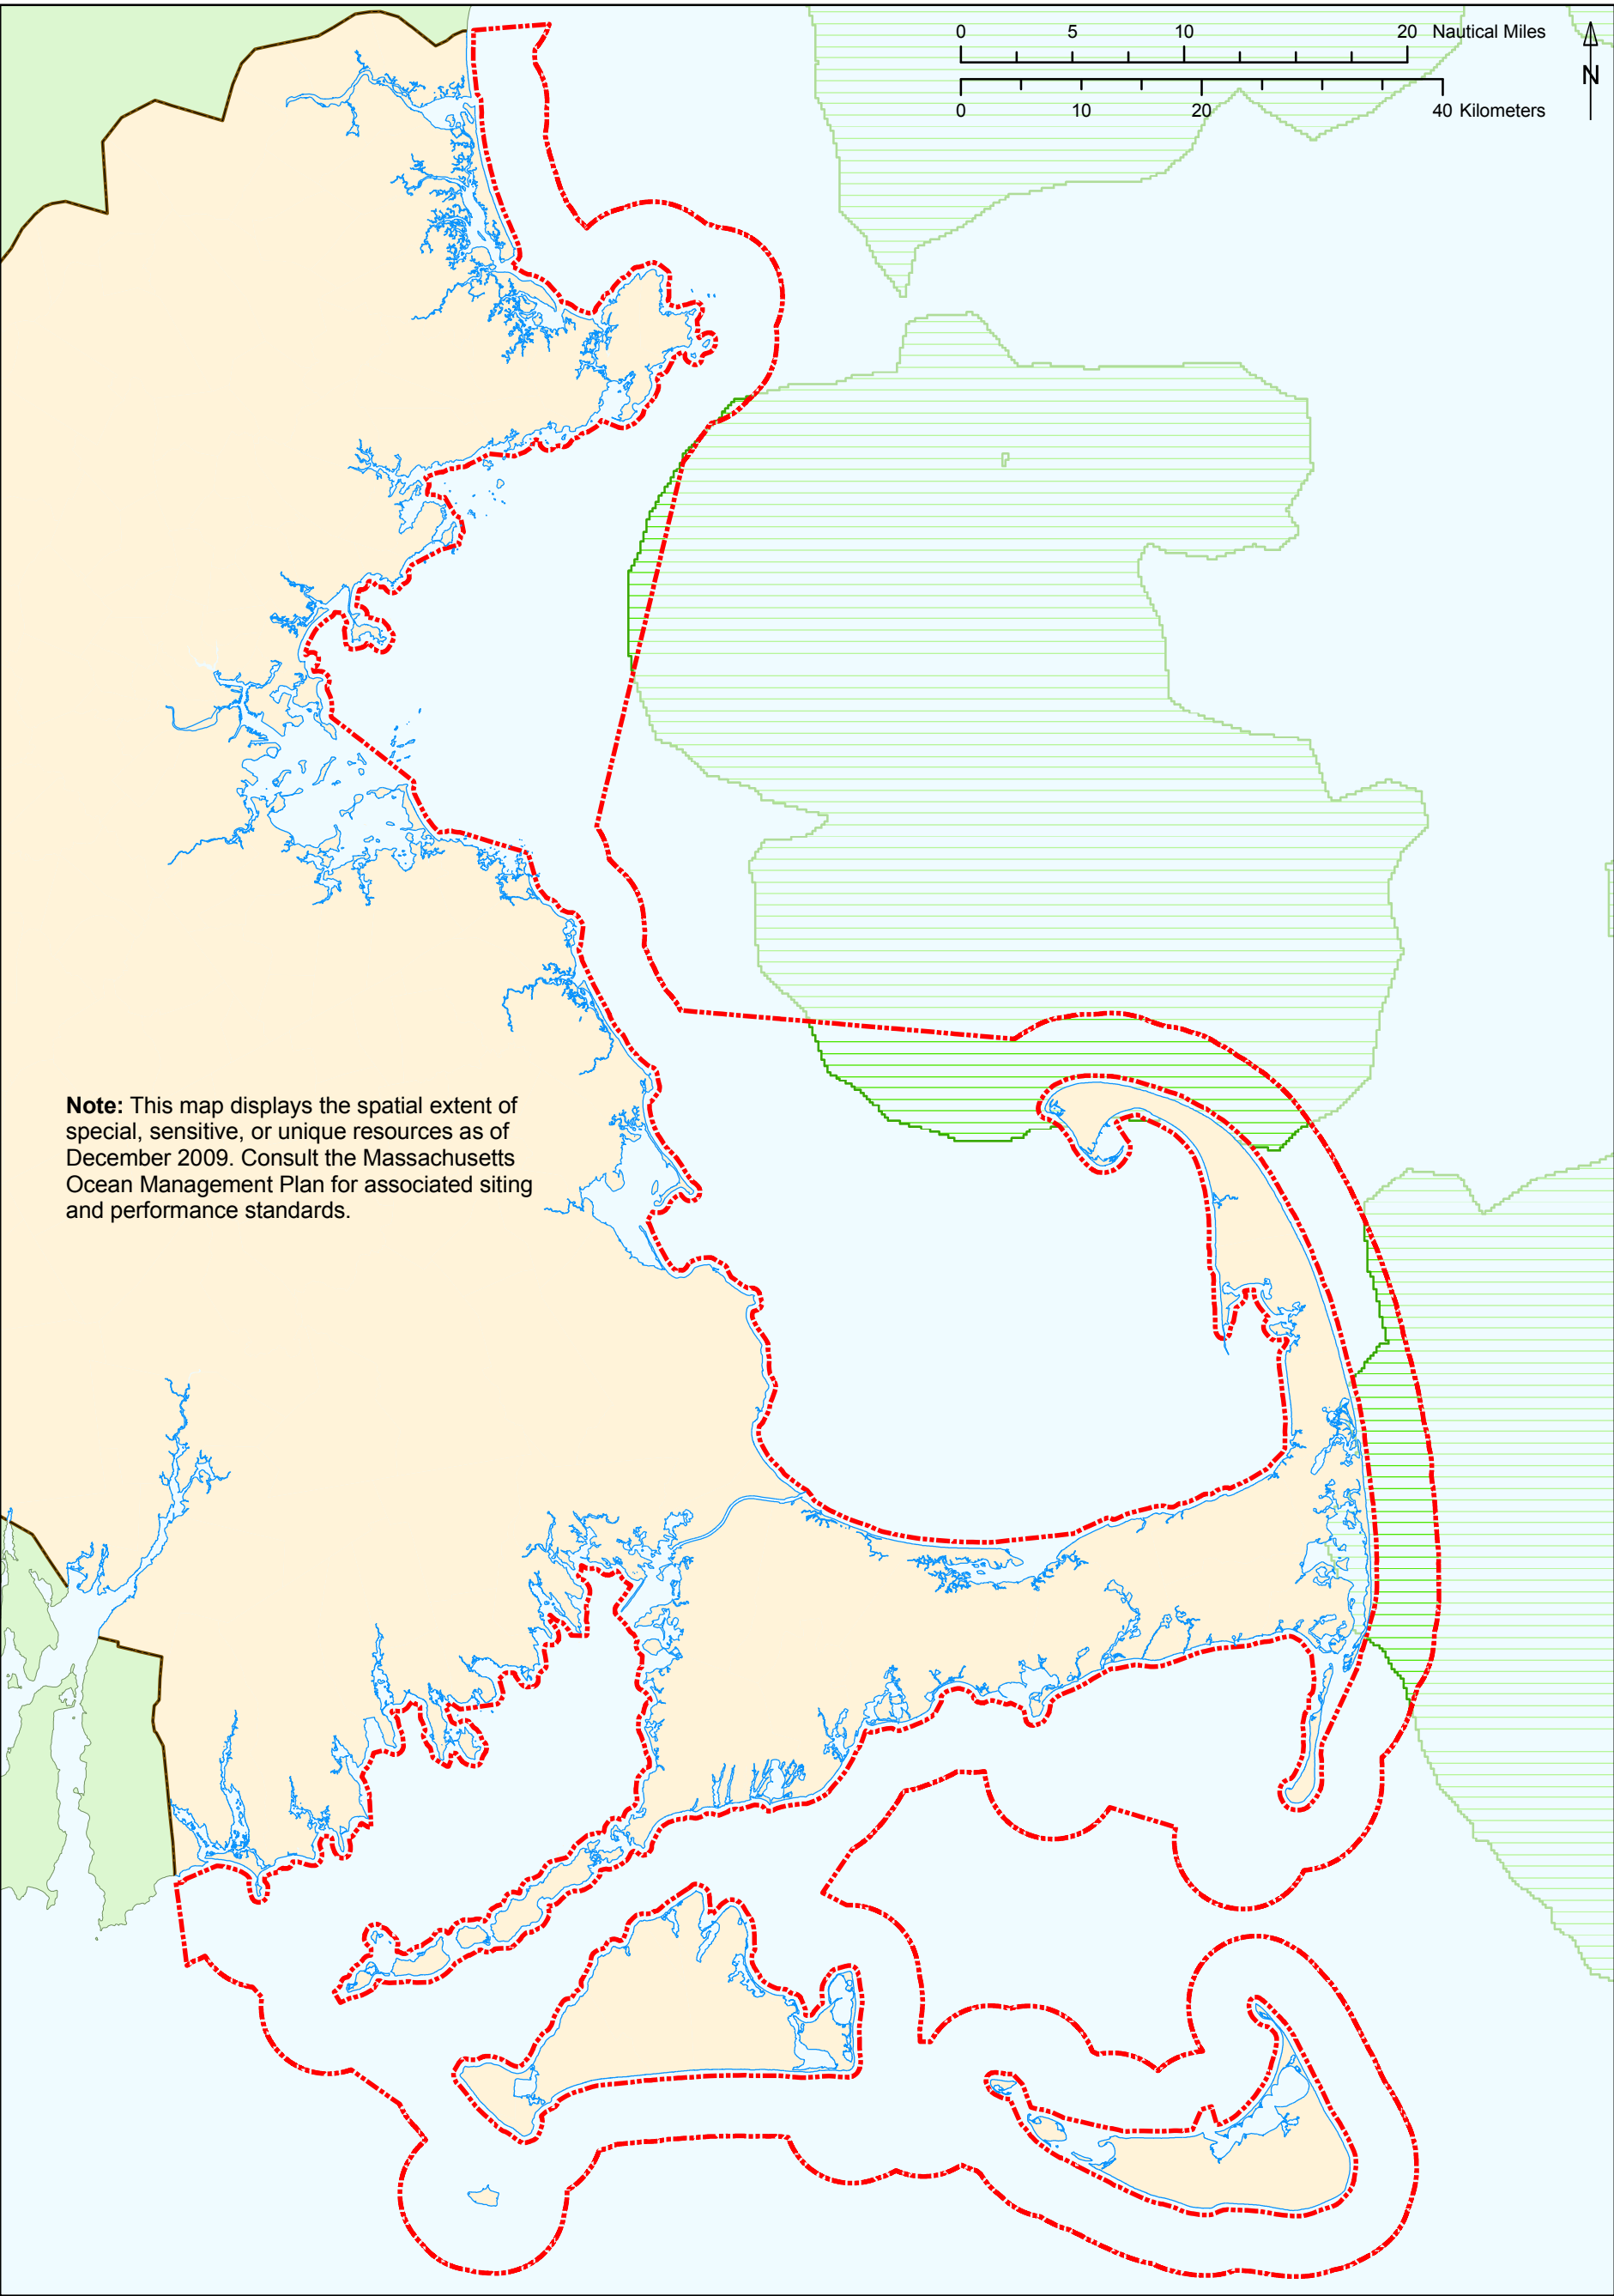 0 5 10 20 Nautical Miles
0 10 20 40 Kilometers
N
Note: This map displays the spatial extent of
special, sensitive, or unique resources as of
December 2009. Consult the Massachusetts
Ocean Management Plan for associated siting
and performance standards.